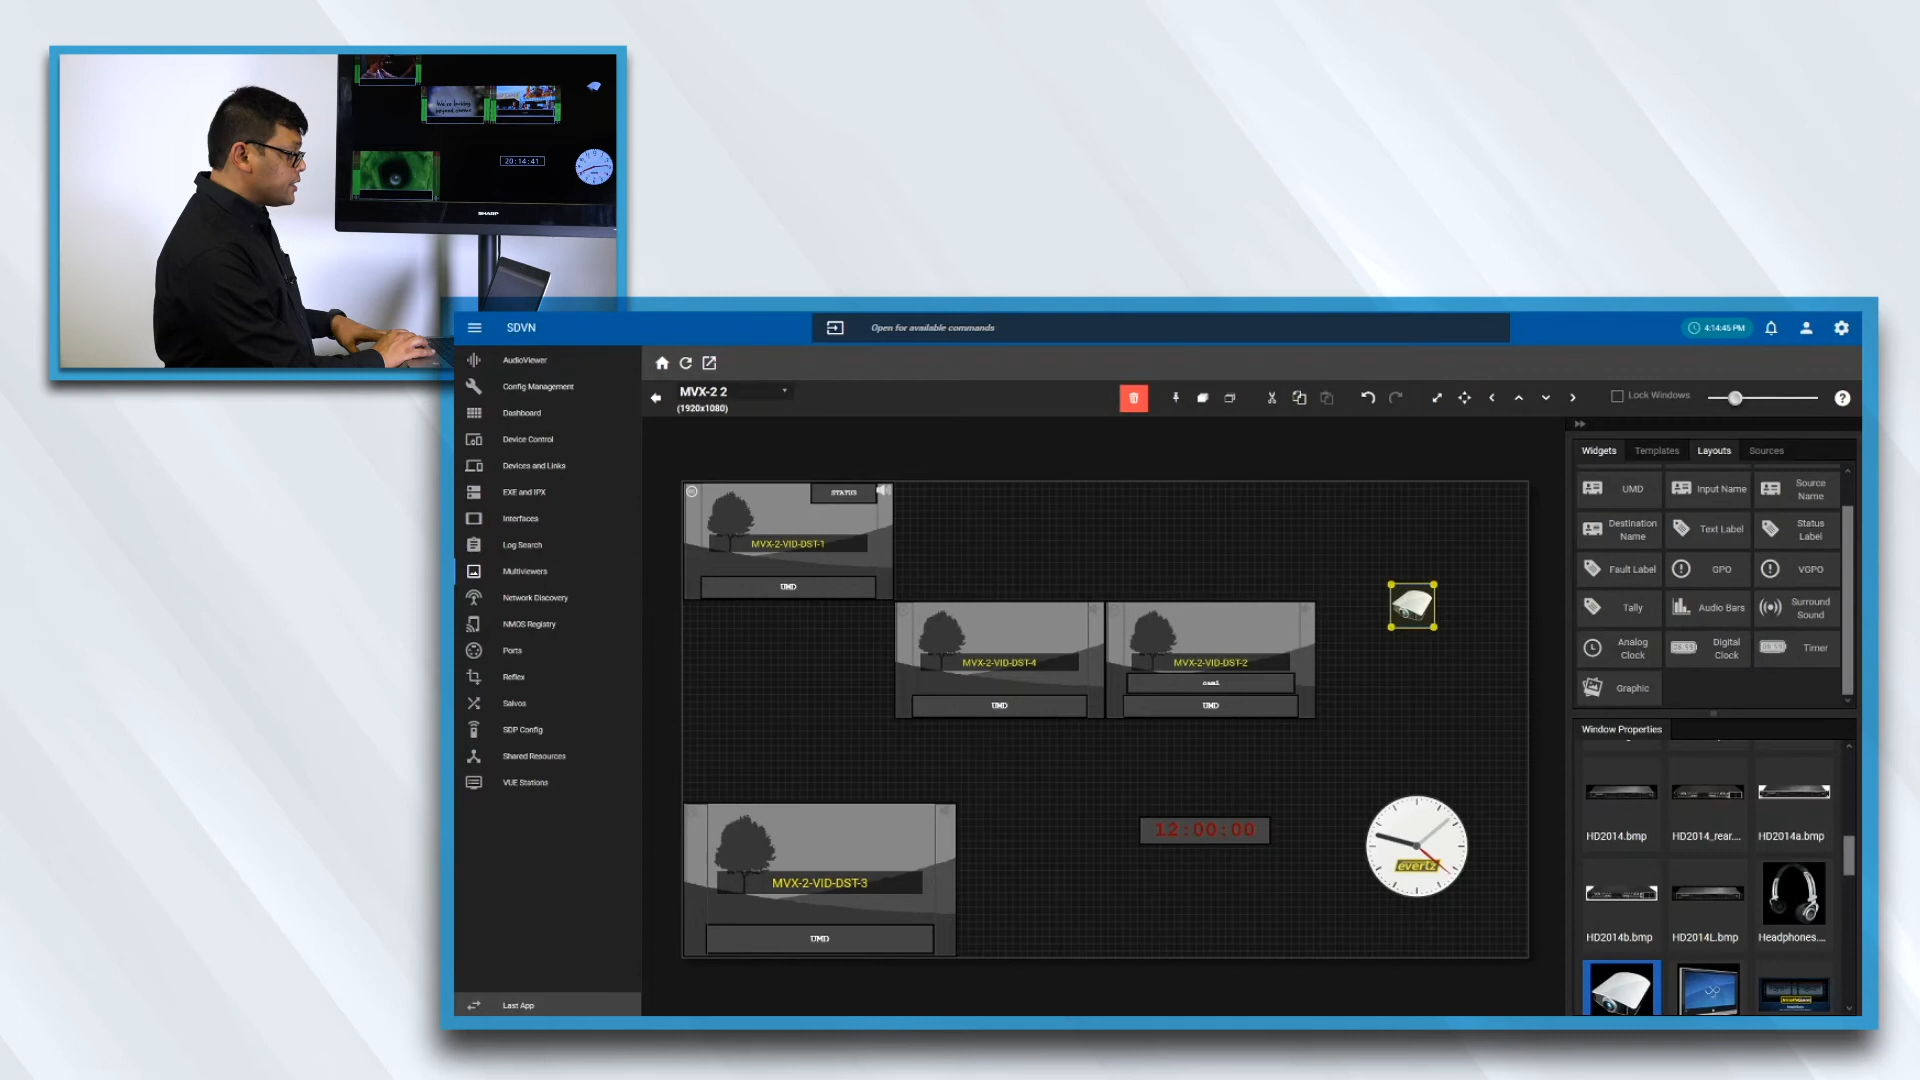 We're looking
beyond cinema
20:14:41
SHARP
SDVN
Open for available commands
4:14:45 PM
AudioViewer
Config Management
Dashboard
Device Control
Devices and Links
EXE and IPX
Interfaces
Log Search
Multiviewers
Network Discovery
NMOS Registry
Ports
Reflex
Salvos
SDP Config
Shared Resources
VUE Stations
Last App
MVX-2 2
(1920x1080)
Lock Windows
?
STATUS
MVX-2-VID-DST-1
UMD
MVX-2-VID-DST-4
UMD
MVX-2-VID-DST-2
cam1
UMD
MVX-2-VID-DST-3
UMD
12:00:00
evertz
Widgets Templates Layouts Sources
UMD
Input Name
Source Name
Destination Name
Text Label
Status Label
Fault Label
GPO
VGPO
Tally
Audio Bars
Surround Sound
Analog Clock
Digital Clock
Timer
Graphic
Window Properties
HD2014.bmp
HD2014_rear....
HD2014a.bmp
HD2014b.bmp
HD2014L.bmp
Headphones....